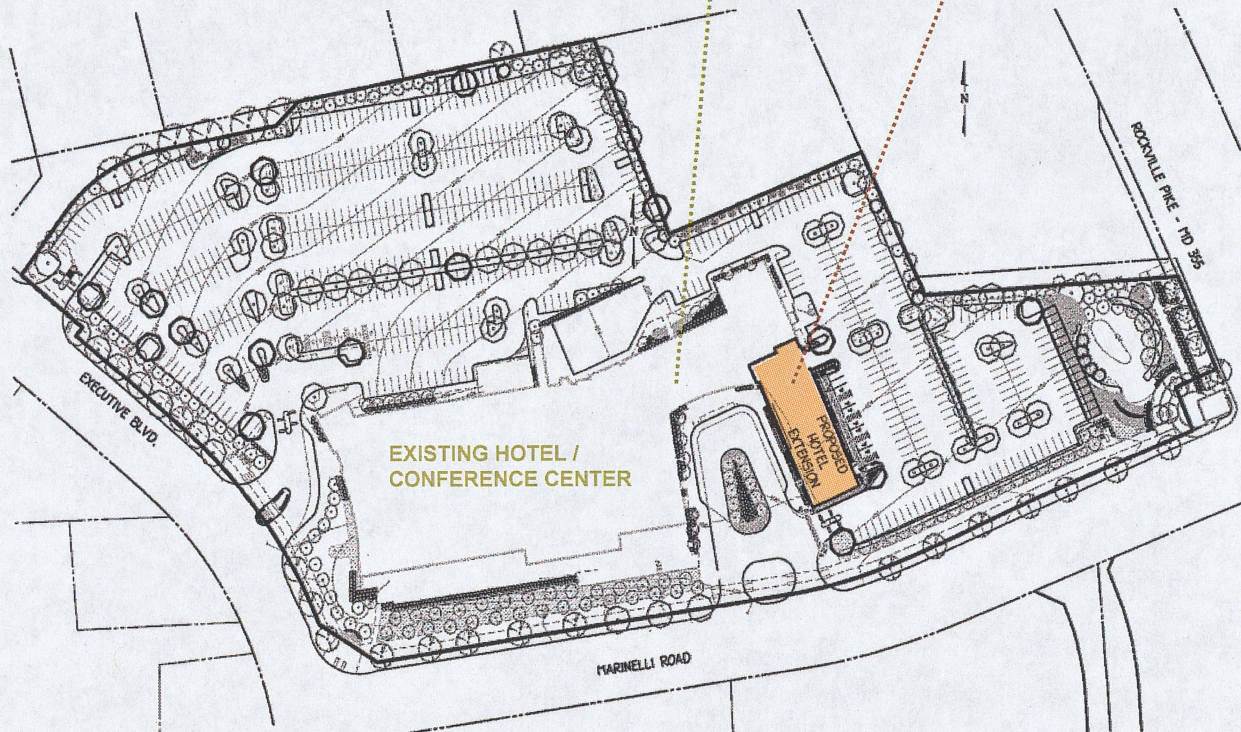 N
ROCKVILLE PIKE - MD 355
N
EXECUTIVE BLVD.
EXISTING HOTEL /
CONFERENCE CENTER
PROPOSED
HOTEL
EXTENSION
MARINELLI ROAD